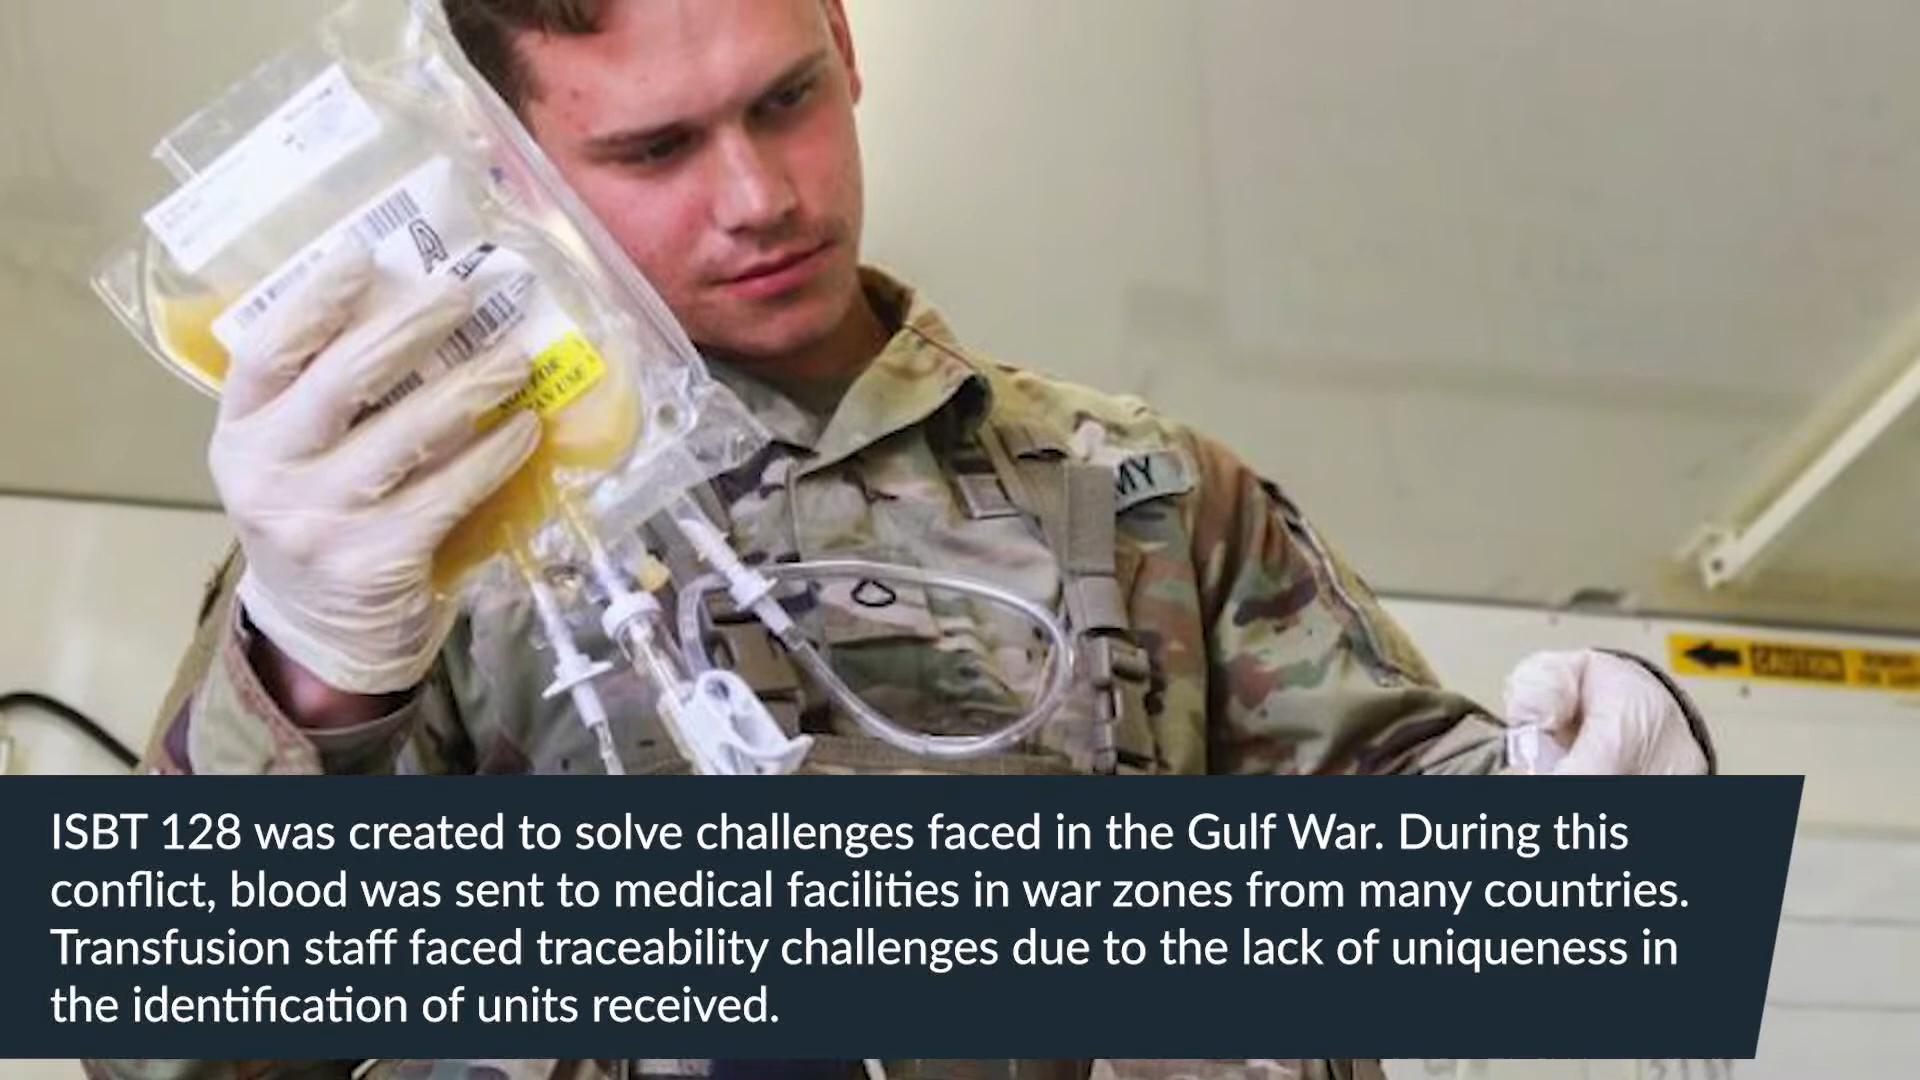 A
MY
CAUTION
ISBT 128 was created to solve challenges faced in the Gulf War. During this
conflict, blood was sent to medical facilities in war zones from many countries.
Transfusion staff faced traceability challenges due to the lack of uniqueness in
the identification of units received.